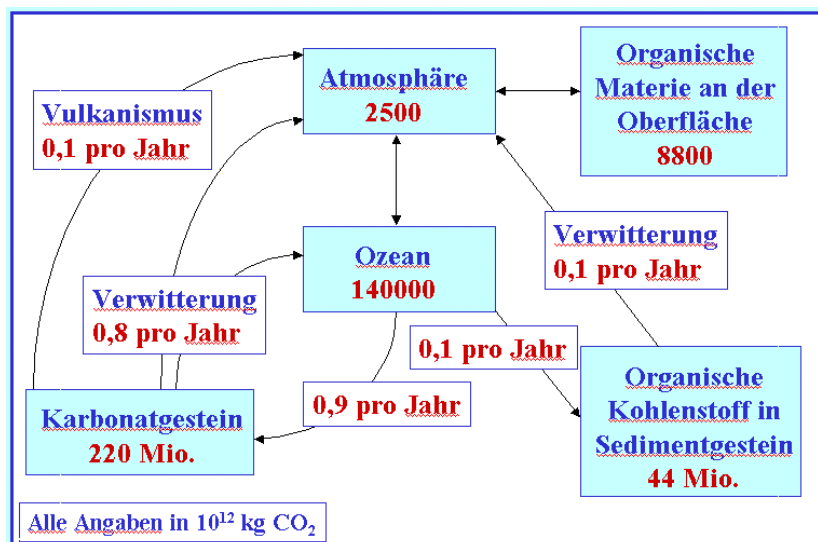 Atmosphäre
2500
Organische
Materie an der
Oberfläche
8800
Vulkanismus
0,1 pro Jahr
Verwitterung
0,1 pro Jahr
Ozean
140000
Verwitterung
0,8 pro Jahr
0,1 pro Jahr
0,9 pro Jahr
Karbonatgestein
220 Mio.
Organische
Kohlenstoff in
Sedimentgestein
44 Mio.
Alle Angaben in 10¹² kg CO₂